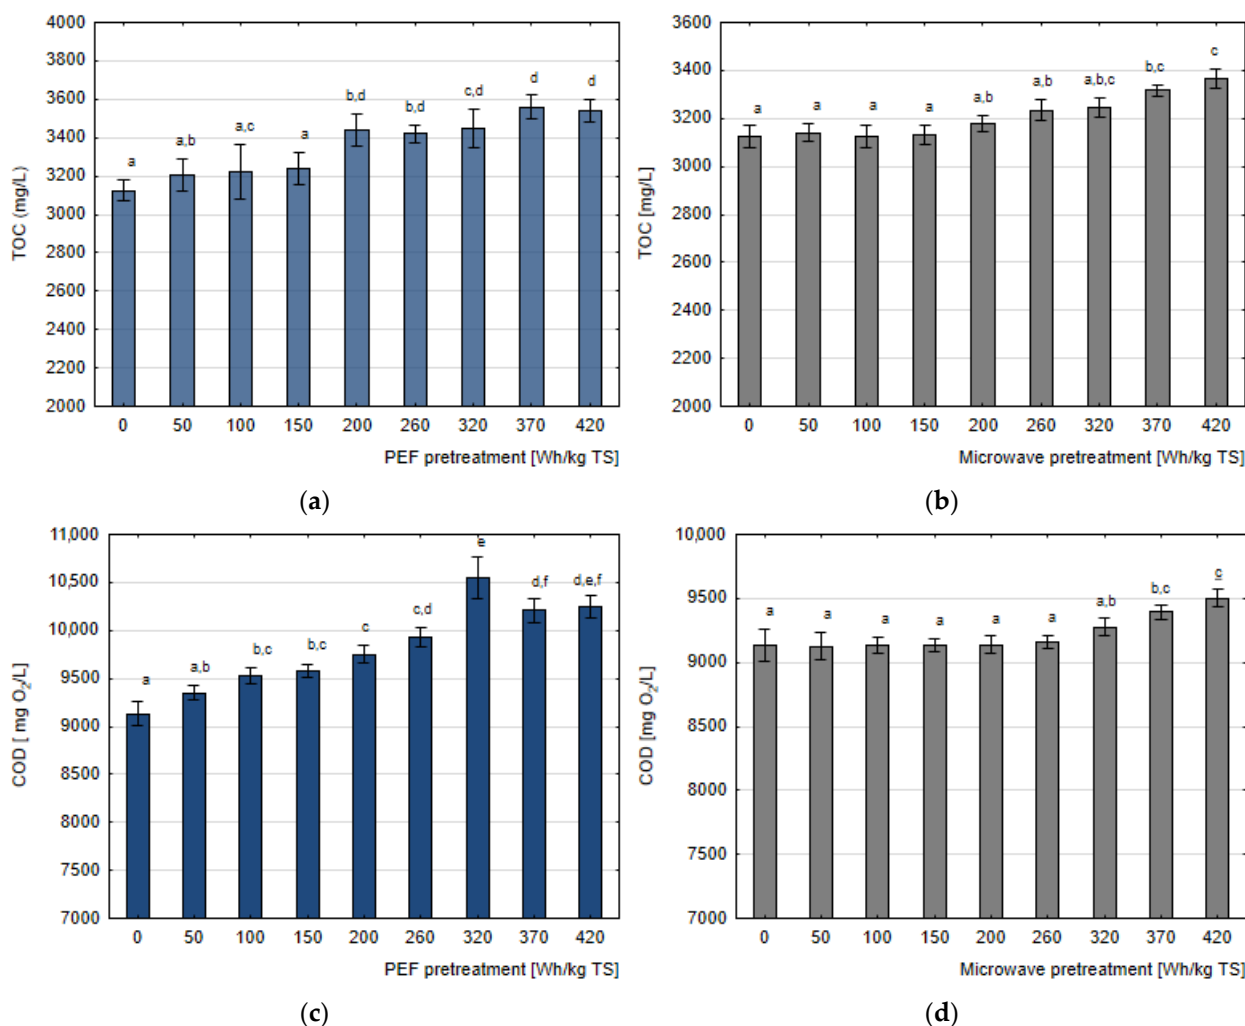 4000
3800
3600
3400
3200
3000
2800
2600
2400
2200
2000
TOC (mg/L)
a
a,b
a,c
a
b,d
b,d
c,d
d
d
0 50 100 150 200 260 320 370 420
PEF pretreatment [Wh/kg TS]
(a)
3600
3400
3200
3000
2800
2600
2400
2200
2000
TOC [mg/L]
a
a
a
a
a,b
a,b
a,b,c
b,c
c
0 50 100 150 200 260 320 370 420
Microwave pretreatment [Wh/kg TS]
(b)
11,000
10,500
10,000
9500
9000
8500
8000
7500
7000
COD [ mg O₂/L]
a
a,b
b,c
b,c
c
c,d
e
d,f
d,e,f
0 50 100 150 200 260 320 370 420
PEF pretreatment [Wh/kg TS]
(c)
10,000
9500
9000
8500
8000
7500
7000
COD [mg O₂/L]
a
a
a
a
a
a
a,b
b,c
c
0 50 100 150 200 260 320 370 420
Microwave pretreatment [Wh/kg TS]
(d)